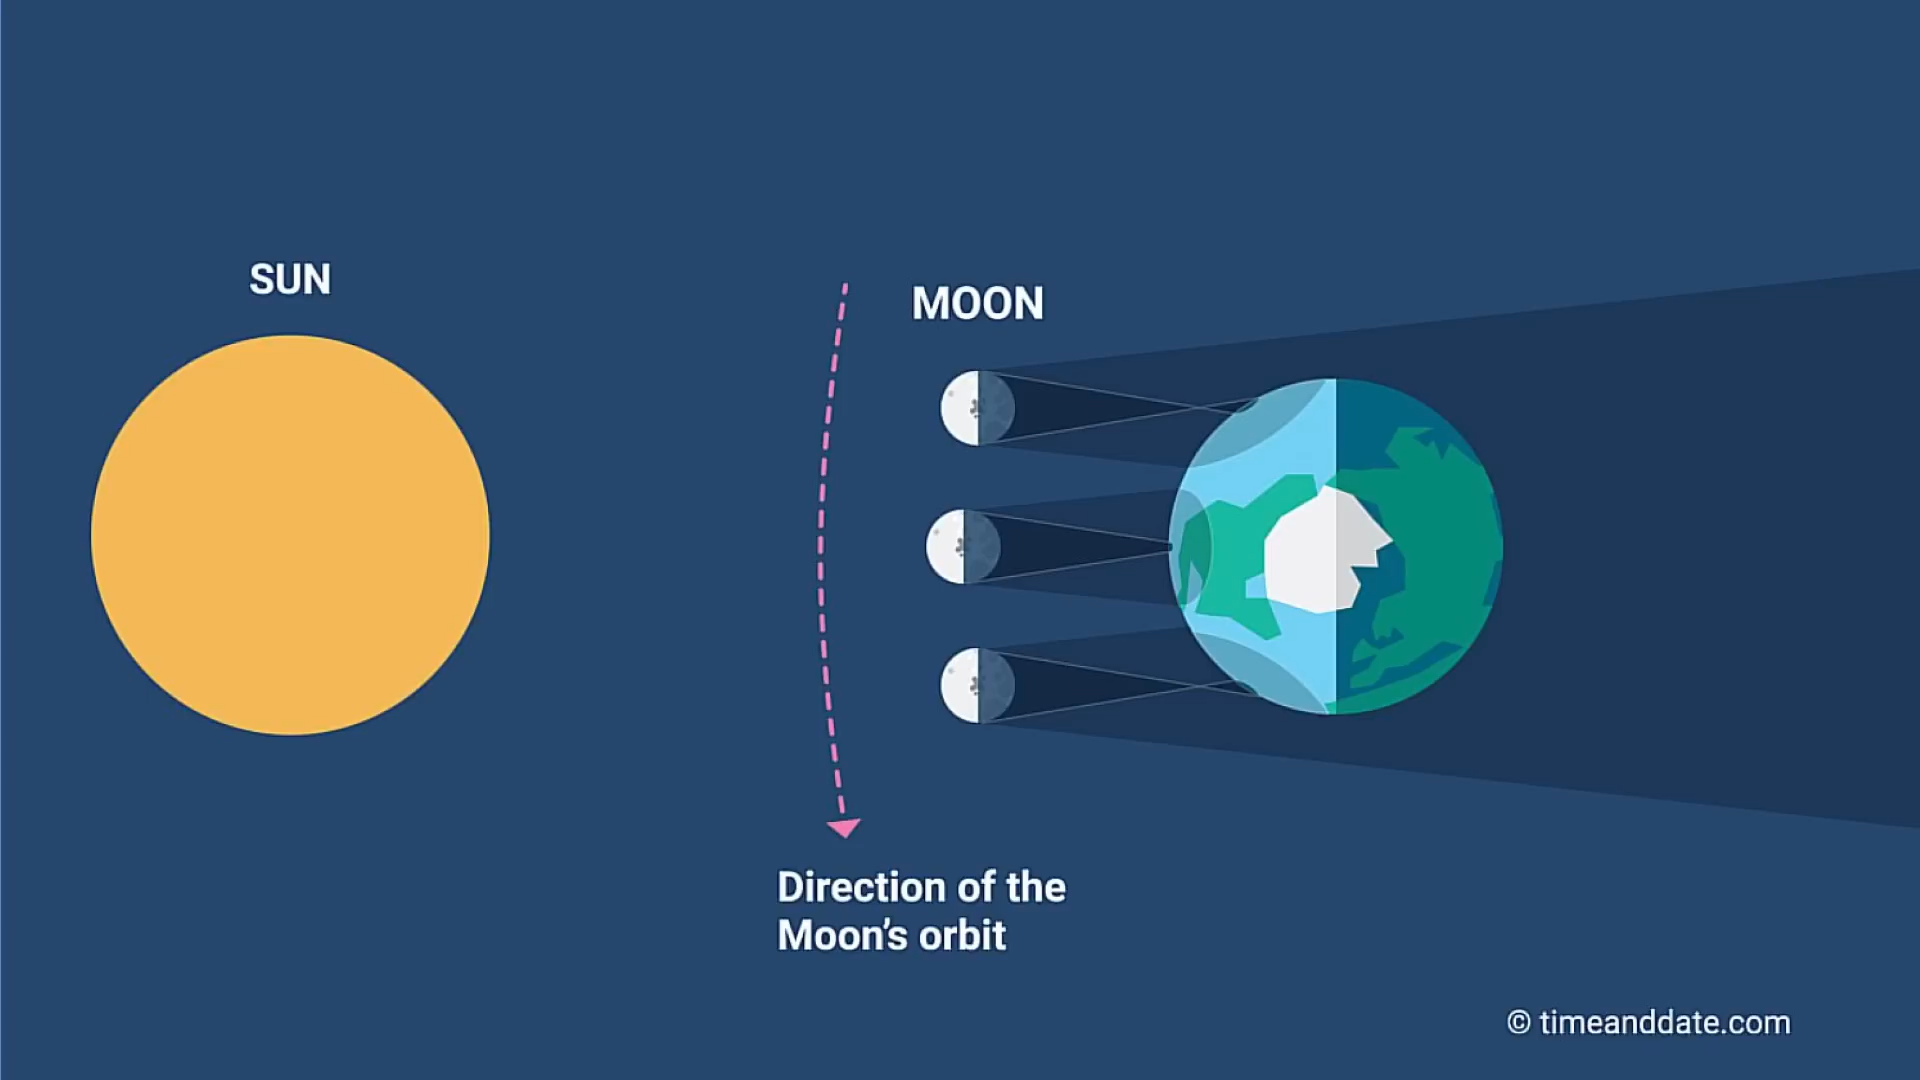 SUN
MOON
Direction of the
Moon's orbit
© timeanddate.com